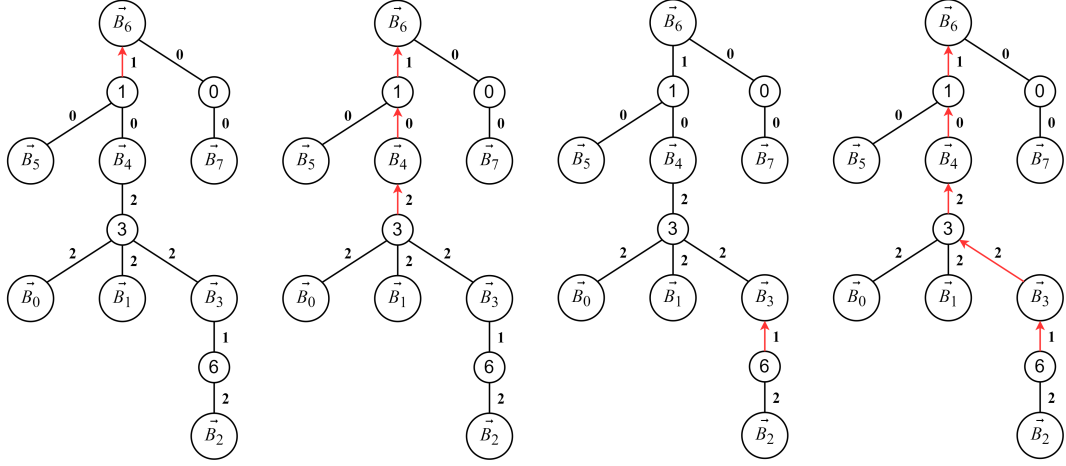 B⃗₆ B⃗₆ B⃗₆ B⃗₆
1 0 1 0 1 0 1 0
1 0 1 0 1 0 1 0
0 0 0 0 0 0 0 0 0 0 0 0
B⃗₅ B⃗₄ B⃗₇ B⃗₅ B⃗₄ B⃗₇ B⃗₅ B⃗₄ B⃗₇ B⃗₅ B⃗₄ B⃗₇
2 2 2 2
3 3 3 3
2 2 2 2 2 2 2 2 2 2 2 2
B⃗₀ B⃗₁ B⃗₃ B⃗₀ B⃗₁ B⃗₃ B⃗₀ B⃗₁ B⃗₃ B⃗₀ B⃗₁ B⃗₃
1 1 1 1
6 6 6 6
2 2 2 2
B⃗₂ B⃗₂ B⃗₂ B⃗₂